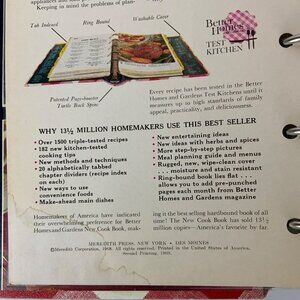 Keeping in mind the problems of plan-
Tab Indexed
Ring Bound
Washable Cover
Better Homes
TEST
KITCHEN
Patented Page-booster
Turtle Back Spine
Every recipe has been tested in the Better
Homes and Gardens Test Kitchens until it
measures up to high standards of family
appeal, practicality, and deliciousness.
WHY 13½ MILLION HOMEMAKERS USE THIS BEST SELLER
• Over 1500 triple-tested recipes
• 182 new kitchen-tested
cooking tips
• New methods and techniques
• 20 alphabetically tabbed
chapter dividers (recipe index
on each)
• New ways to use
convenience foods
• Make-ahead main dishes
• New entertaining ideas
• New ideas with herbs and spices
• More step-by-step pictures
• Meal planning guide and menus
• Rugged, new, wipe-clean cover
. . . moisture and stain resistant
• Ring-bound book lies flat . . .
allows you to add pre-punched
pages each month from Better
Homes and Gardens magazine
Homemakers of America have indicated
their overwhelming preference for Better
Homes and Gardens New Cook Book, mak-
ing it the best selling hardbound book of all
time! The New Cook Book has sold 13½
million copies—America's favorite by far.
MEREDITH PRESS, NEW YORK • DES MOINES
©Meredith Corporation, 1968. All rights reserved. Printed in the United States of America.
Second Printing, 1969.